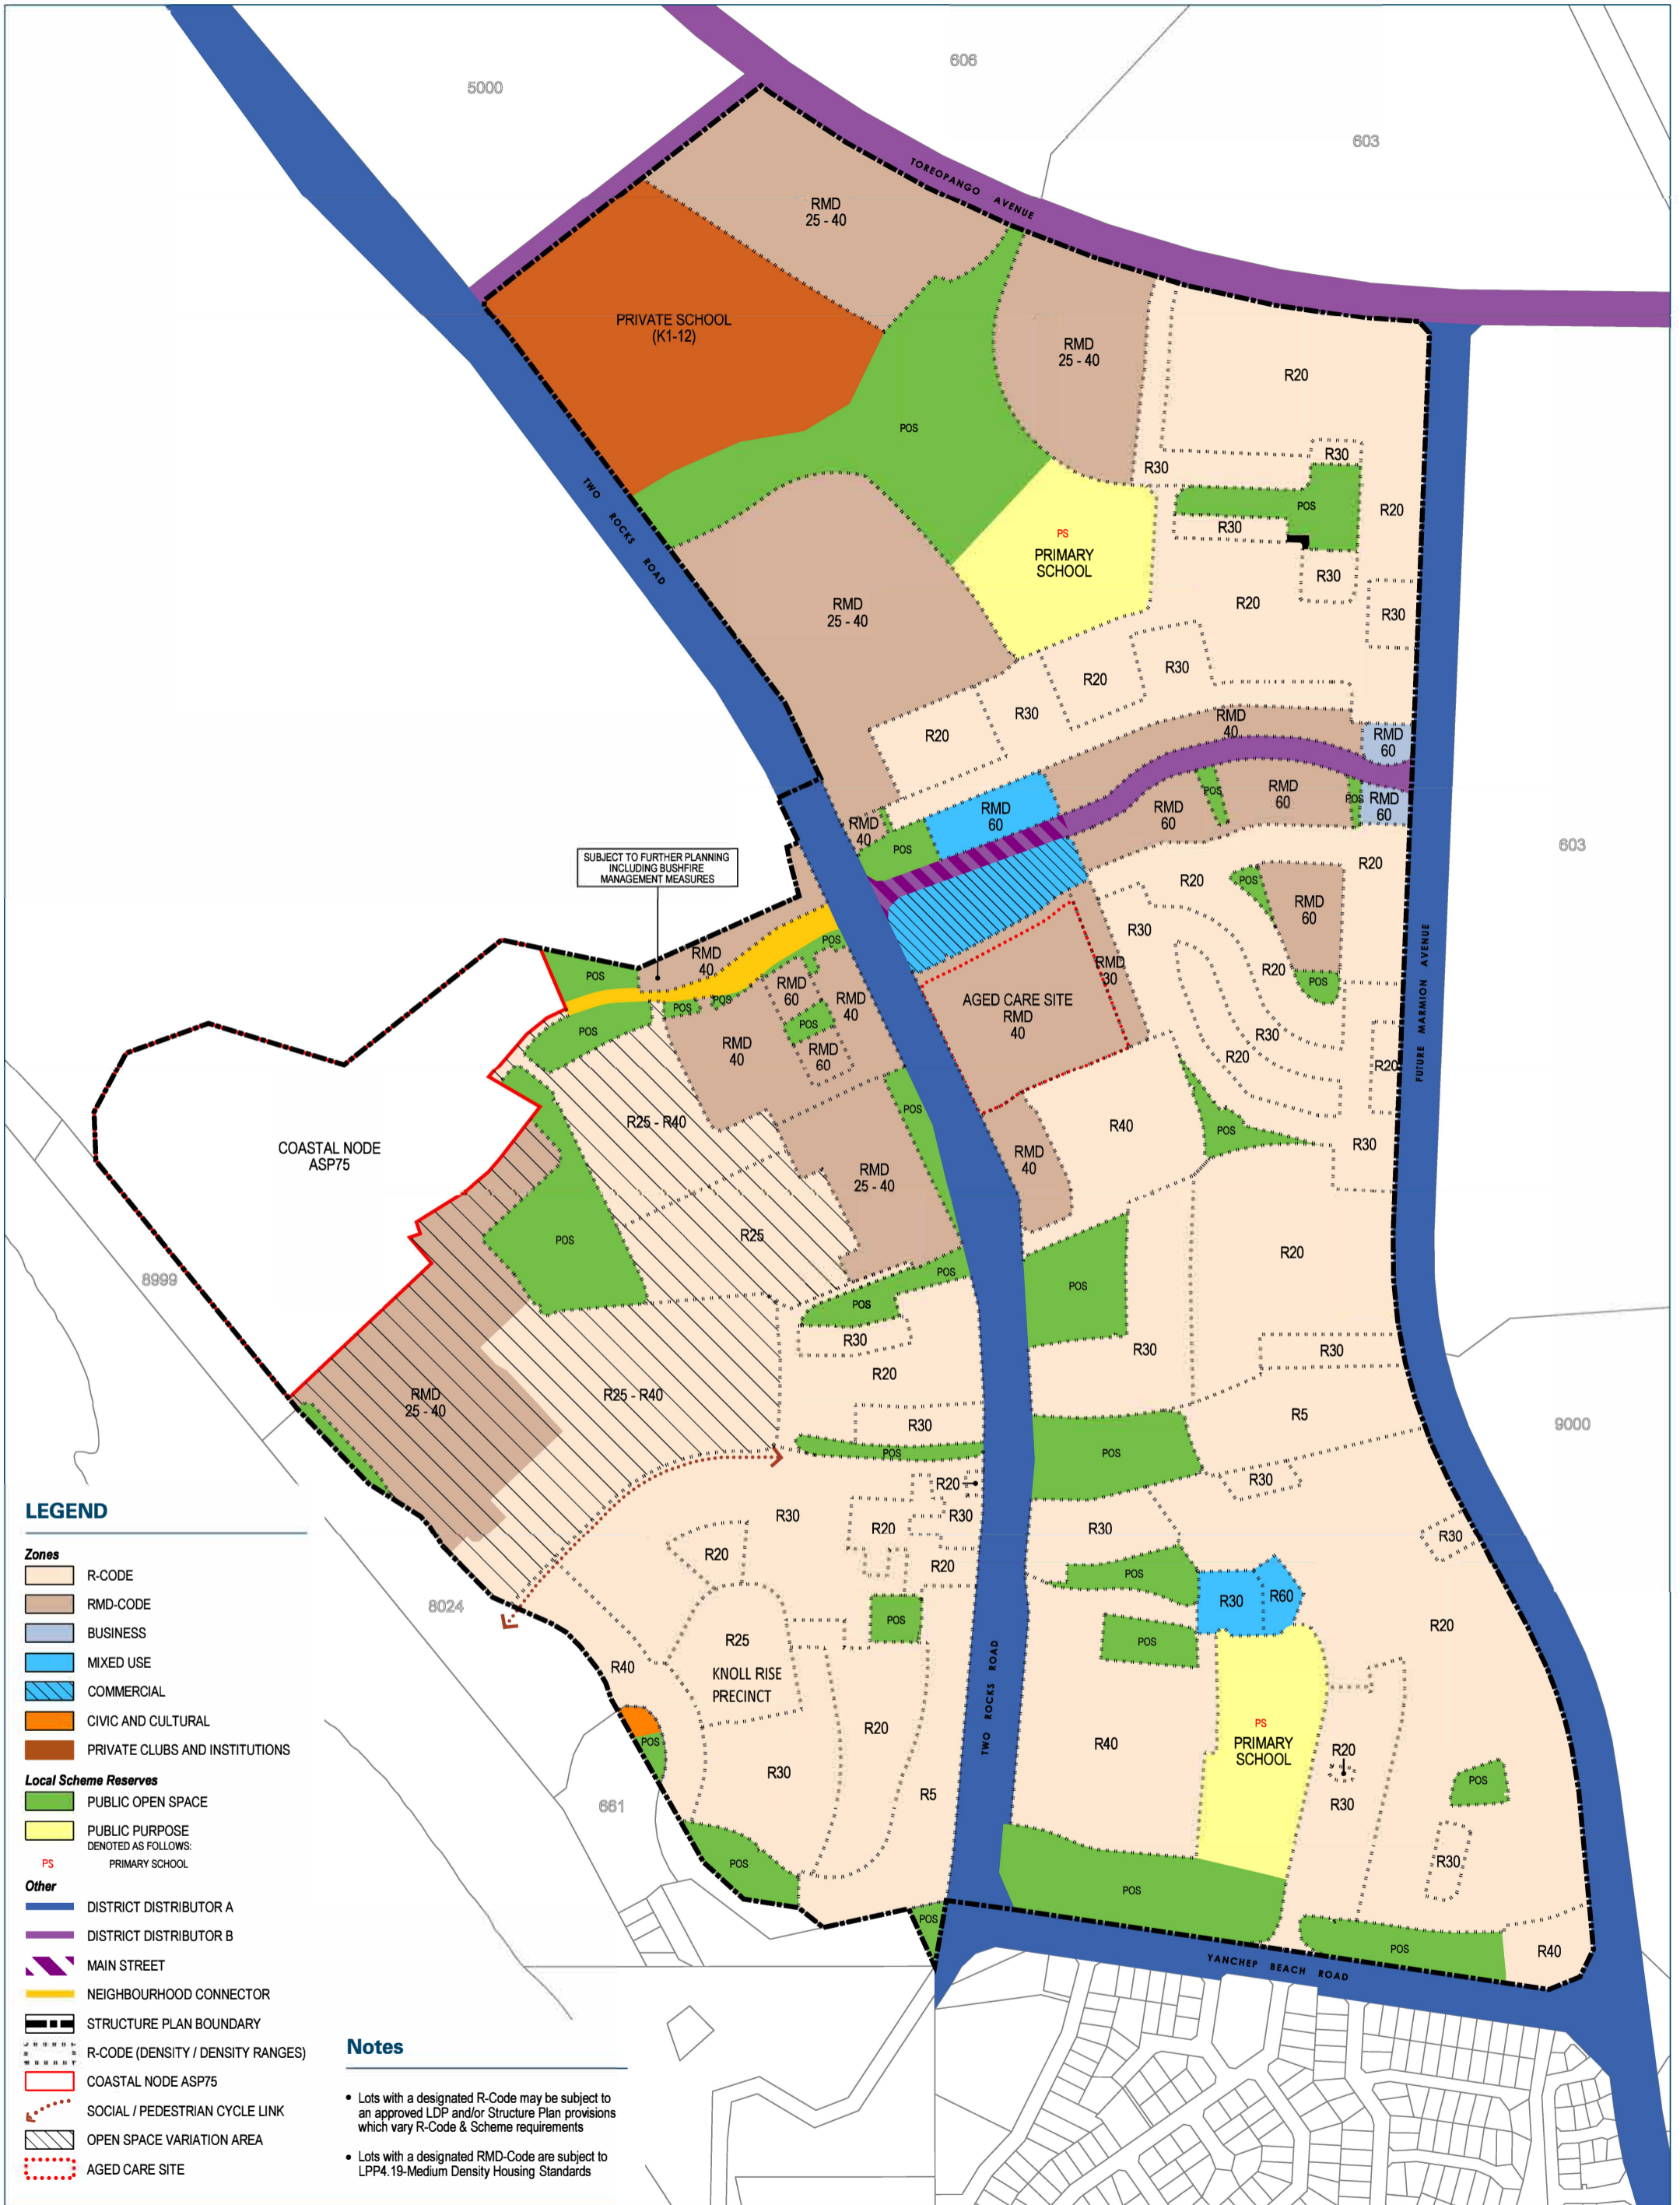 5000
606
603
TOREOPANGO AVENUE
RMD
25 - 40
PRIVATE SCHOOL
(K1-12)
RMD
25 - 40
R20
POS
R30
R30
POS
R20
TWO ROCKS ROAD
PS
PRIMARY
SCHOOL
R30
R30
RMD
25 - 40
R20
R30
R30
R20
R30
R20
RMD
40
RMD
60
RMD
60
RMD
60
POS
POS
RMD
60
RMD
60
RMD
40
POS
603
SUBJECT TO FURTHER PLANNING
INCLUDING BUSHFIRE
MANAGEMENT MEASURES
R20
R20
POS
RMD
60
R30
FUTURE MARMION AVENUE
POS
RMD
40
RMD
30
R20
POS
POS
RMD
60
RMD
40
AGED CARE SITE
RMD
40
POS
POS
POS
POS
POS
RMD
40
RMD
60
R30
R20
R20
R25 - R40
POS
R40
POS
R30
COASTAL NODE
ASP75
RMD
40
RMD
25 - 40
R25
POS
R20
8999
POS
POS
POS
R30
R30
R30
R20
RMD
25 - 40
R25 - R40
R5
R30
9000
POS
POS
R20
R30
R30
R30
R20
R30
R30
R20
R20
POS
R30
R60
8024
POS
R20
R25
POS
R40
KNOLL RISE
PRECINCT
TWO ROCKS ROAD
PS
PRIMARY
SCHOOL
R20
POS
R40
R20
R30
R5
POS
R30
661
POS
R30
POS
POS
POS
R40
YANCHEP BEACH ROAD
LEGEND
Zones
R-CODE
RMD-CODE
BUSINESS
MIXED USE
COMMERCIAL
CIVIC AND CULTURAL
PRIVATE CLUBS AND INSTITUTIONS
Local Scheme Reserves
PUBLIC OPEN SPACE
PUBLIC PURPOSE
DENOTED AS FOLLOWS:
PS PRIMARY SCHOOL
Other
DISTRICT DISTRIBUTOR A
DISTRICT DISTRIBUTOR B
MAIN STREET
NEIGHBOURHOOD CONNECTOR
STRUCTURE PLAN BOUNDARY
R-CODE (DENSITY / DENSITY RANGES)
COASTAL NODE ASP75
SOCIAL / PEDESTRIAN CYCLE LINK
OPEN SPACE VARIATION AREA
AGED CARE SITE
Notes
• Lots with a designated R-Code may be subject to
an approved LDP and/or Structure Plan provisions
which vary R-Code & Scheme requirements
• Lots with a designated RMD-Code are subject to
LPP4.19-Medium Density Housing Standards